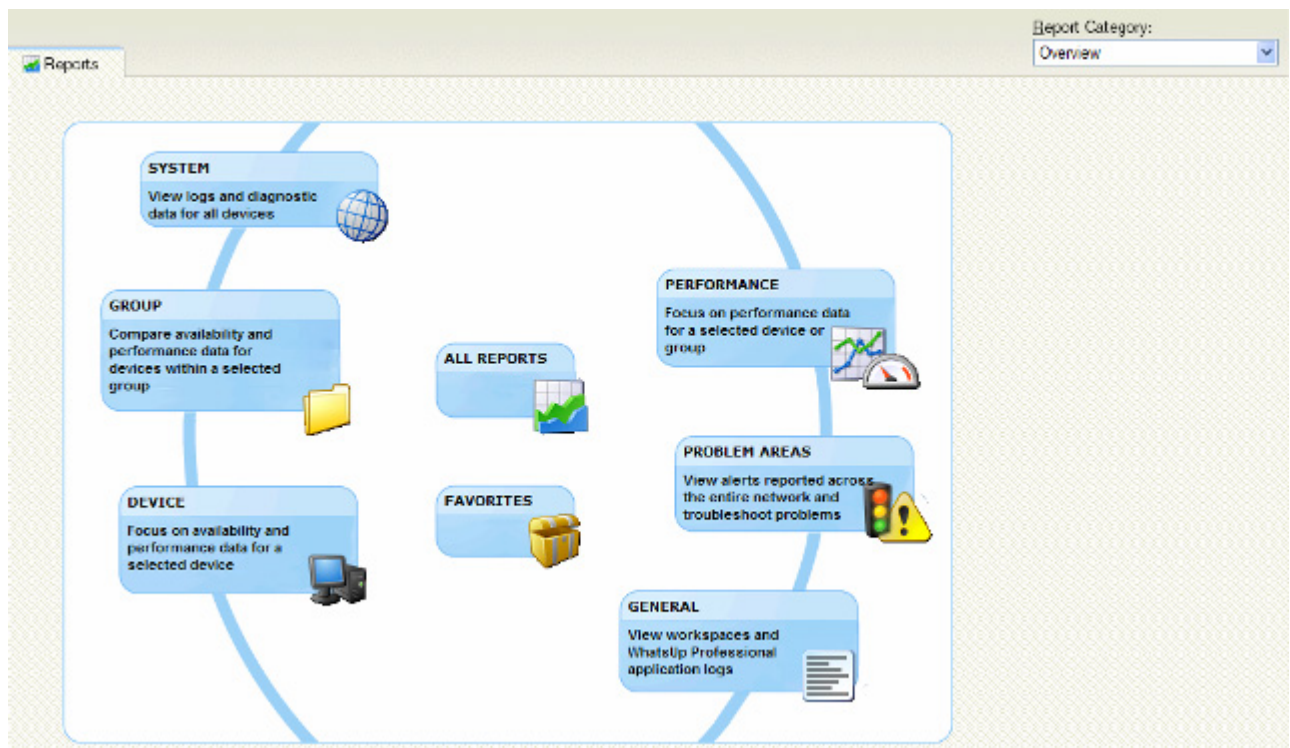 Report Category:
Overview
Reports
SYSTEM
View logs and diagnostic
data for all devices
GROUP
Compare availability and
performance data for
devices within a selected
group
DEVICE
Focus on availability and
performance data for a
selected device
ALL REPORTS
FAVORITES
PERFORMANCE
Focus on performance data
for a selected device or
group
PROBLEM AREAS
View alerts reported across
the entire network and
troubleshoot problems
GENERAL
View workspaces and
WhatsUp Professional
application logs